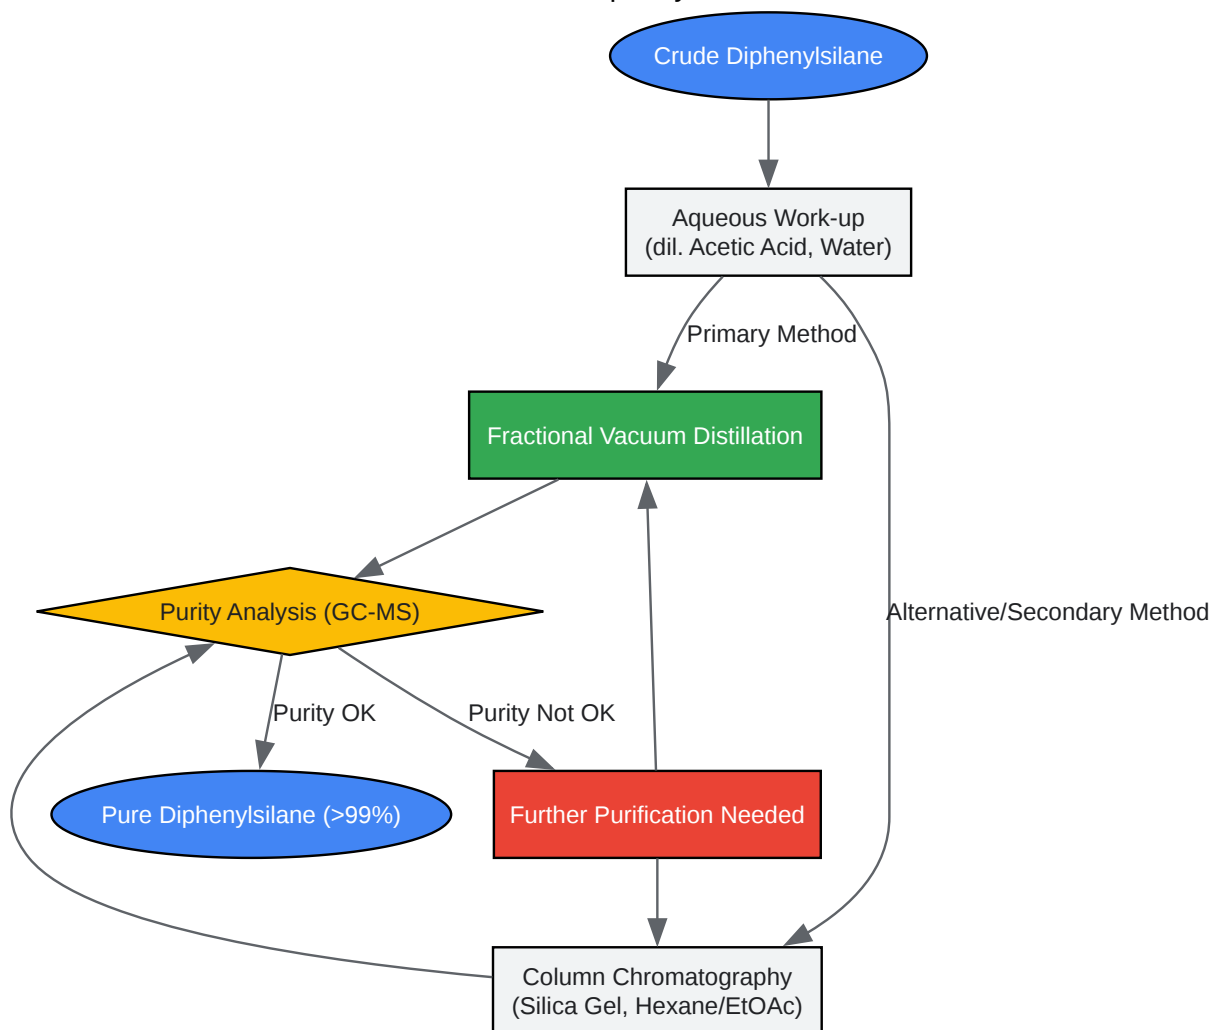 Crude Diphenylsilane
Aqueous Work-up
(dil. Acetic Acid, Water)
Primary Method
Fractional Vacuum Distillation
Purity Analysis (GC-MS)
Alternative/Secondary Method
Purity OK
Purity Not OK
Pure Diphenylsilane (>99%)
Further Purification Needed
Column Chromatography
(Silica Gel, Hexane/EtOAc)